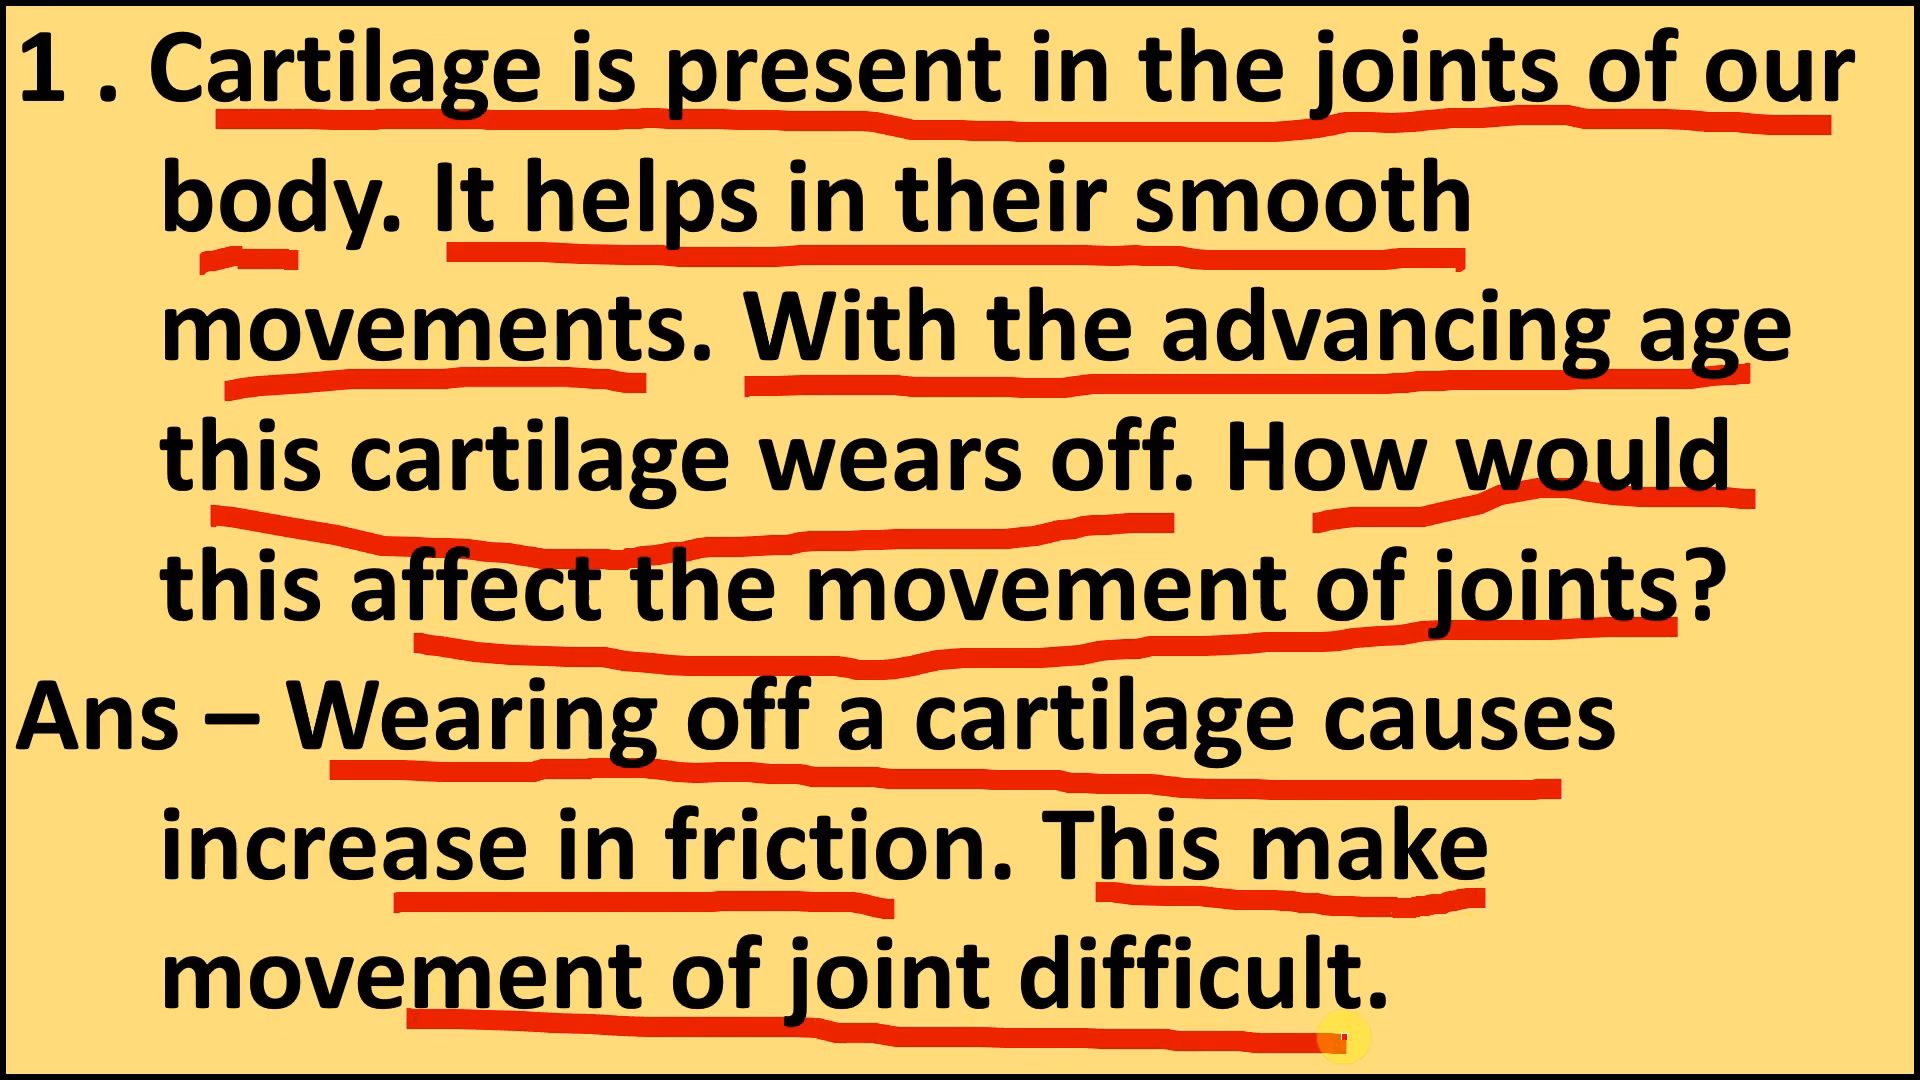 1 . Cartilage is present in the joints of our
body. It helps in their smooth
movements. With the advancing age
this cartilage wears off. How would
this affect the movement of joints?
Ans – Wearing off a cartilage causes
increase in friction. This make
movement of joint difficult.